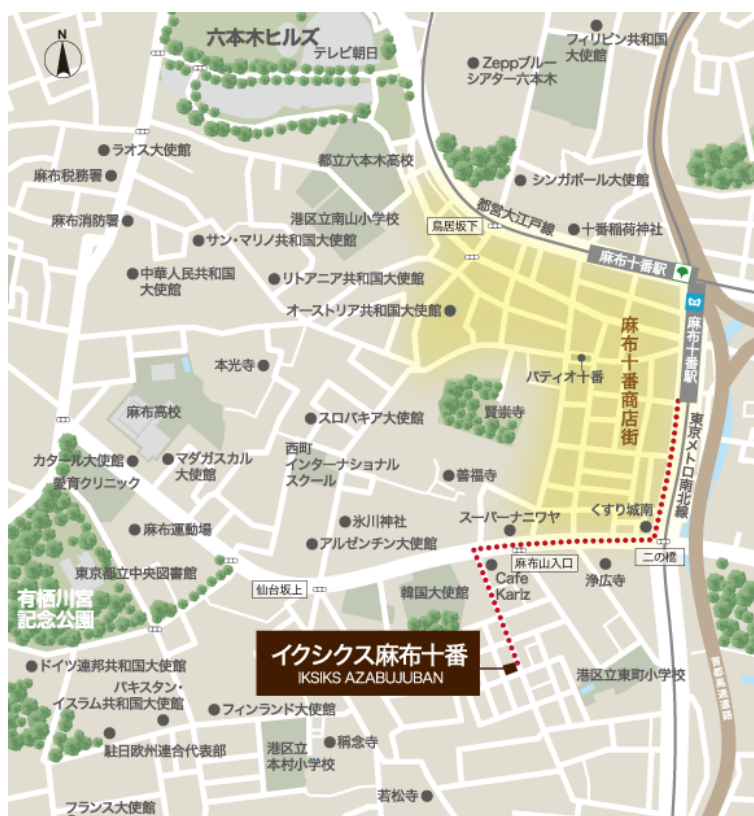 六本木ヒルズ
テレビ朝日
フィリピン共和国
大使館
N
Zeppブルー
シアター六本木
ラオス大使館
都立六本木高校
麻布税務署
シンガポール大使館
港区立南山小学校
麻布消防署
鳥居坂下
都営大江戸線
十番稲荷神社
サン・マリノ共和国大使館
麻布十番駅
中華人民共和国
大使館
リトアニア共和国大使館
オーストリア共和国大使館
麻布十番駅
麻布十番商店街
本光寺
パティオ十番
麻布高校
スロバキア大使館
賢崇寺
東京メトロ南北線
カタール大使館
マダガスカル
大使館
西町
インターナショナル
スクール
愛育クリニック
善福寺
麻布運動場
氷川神社
スーパーナニワヤ
くすり城南
アルゼンチン大使館
二の橋
麻布山入口
東京都立中央図書館
仙台坂上
韓国大使館
Cafe
Kariz
浄広寺
有栖川宮
記念公園
イクシクス麻布十番
IKSIKS AZABUJUBAN
ドイツ連邦共和国大使館
港区立東町小学校
首都高速道路
パキスタン・
イスラム共和国大使館
フィンランド大使館
駐日欧州連合代表部
港区立
本村小学校
稱念寺
若松寺
フランス大使館